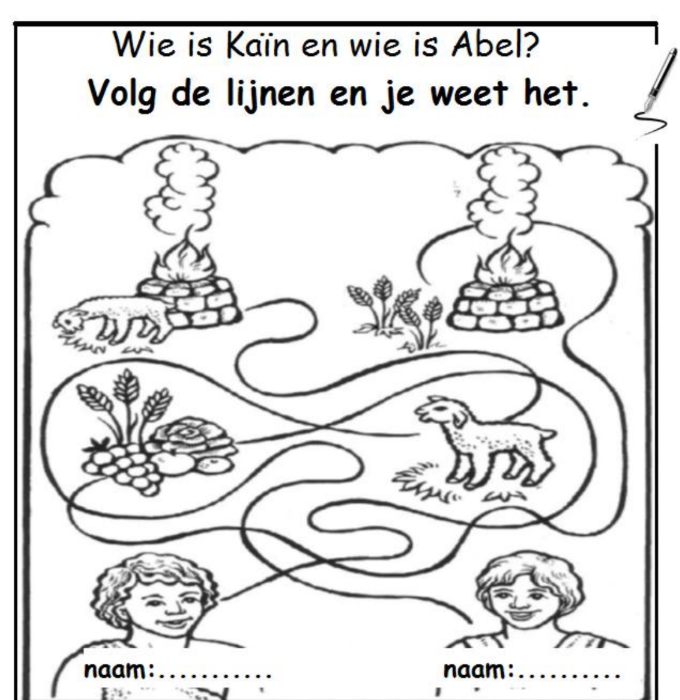 Wie is Kaïn en wie is Abel?
Volg de lijnen en je weet het.
naam:...........
naam:..........